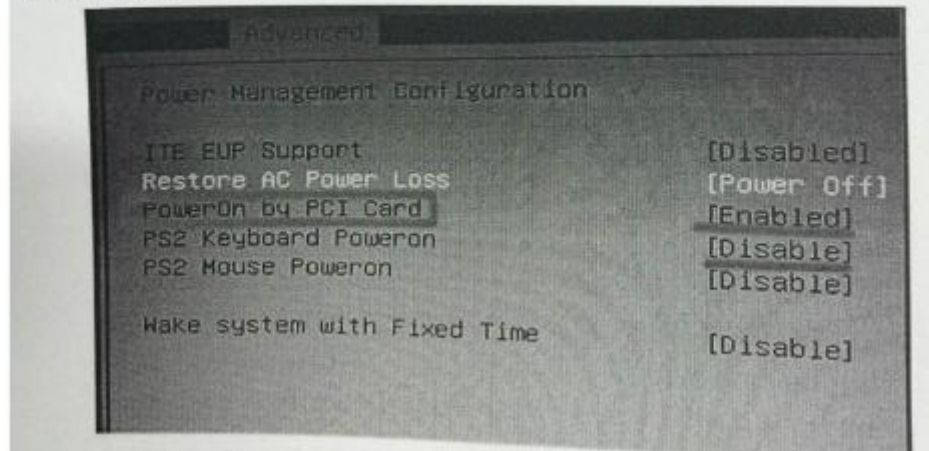 Advanced
Power Management Configuration
ITE EUP Support [Disabled]
Restore AC Power Loss [Power Off]
PowerOn by PCI Card [Enabled]
PS2 Keyboard Poweron [Disable]
PS2 Mouse Poweron [Disable]
Wake system with Fixed Time [Disable]